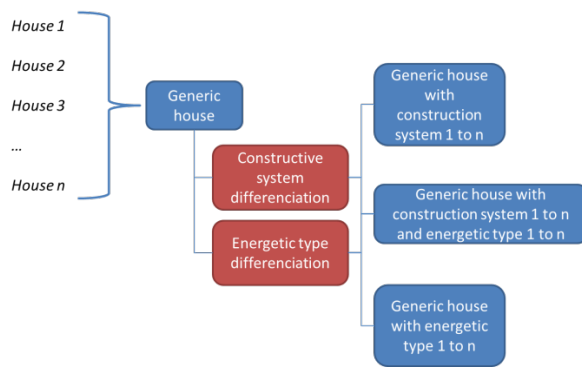 House 1
House 2
House 3
...
House n
Generic
house
Constructive
system
differenciation
Energetic type
differenciation
Generic house
with
construction
system 1 to n
Generic house with
construction system 1 to n
and energetic type 1 to n
Generic house
with energetic
type 1 to n